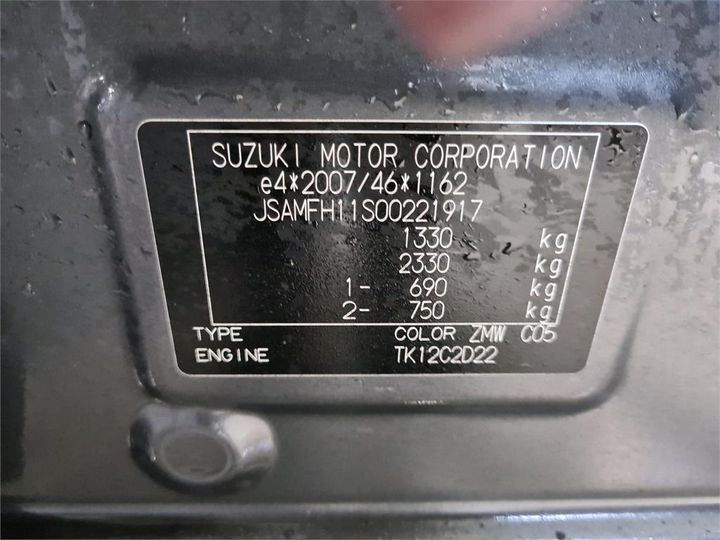 SUZUKI MOTOR CORPORATION
e4*2007/46*1162
JSAMFH11S00221917
1330 kg
2330 kg
1- 690 kg
2- 750 kg
TYPE COLOR ZMW C05
ENGINE TK12C2D22